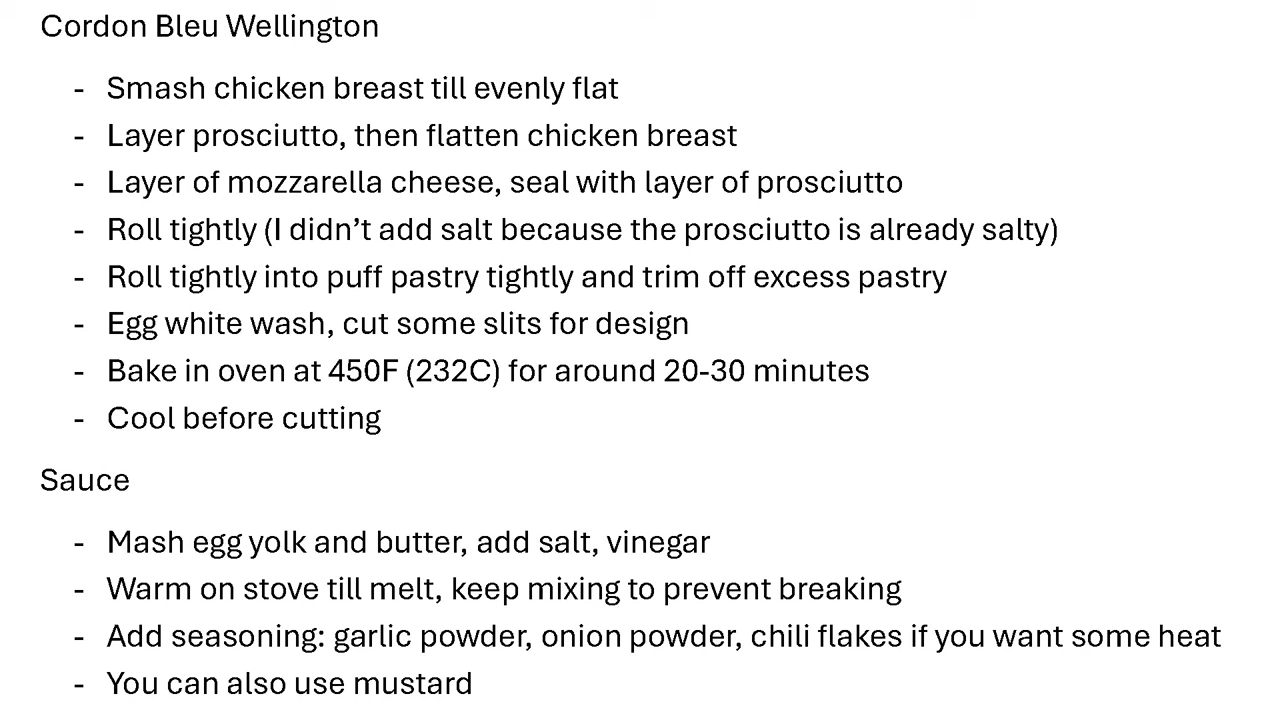 Cordon Bleu Wellington
- Smash chicken breast till evenly flat
- Layer prosciutto, then flatten chicken breast
- Layer of mozzarella cheese, seal with layer of prosciutto
- Roll tightly (I didn’t add salt because the prosciutto is already salty)
- Roll tightly into puff pastry tightly and trim off excess pastry
- Egg white wash, cut some slits for design
- Bake in oven at 450F (232C) for around 20-30 minutes
- Cool before cutting
Sauce
- Mash egg yolk and butter, add salt, vinegar
- Warm on stove till melt, keep mixing to prevent breaking
- Add seasoning: garlic powder, onion powder, chili flakes if you want some heat
- You can also use mustard